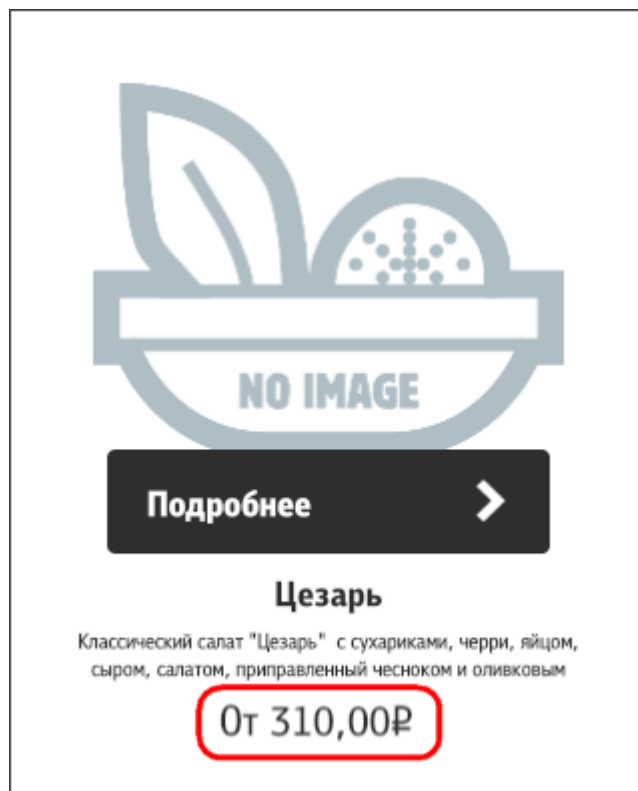 NO IMAGE
Подробнее
Цезарь
Классический салат "Цезарь"  с сухариками, черри, яйцом,
сыром, салатом, приправленный чесноком и оливковым
От 310,00₽